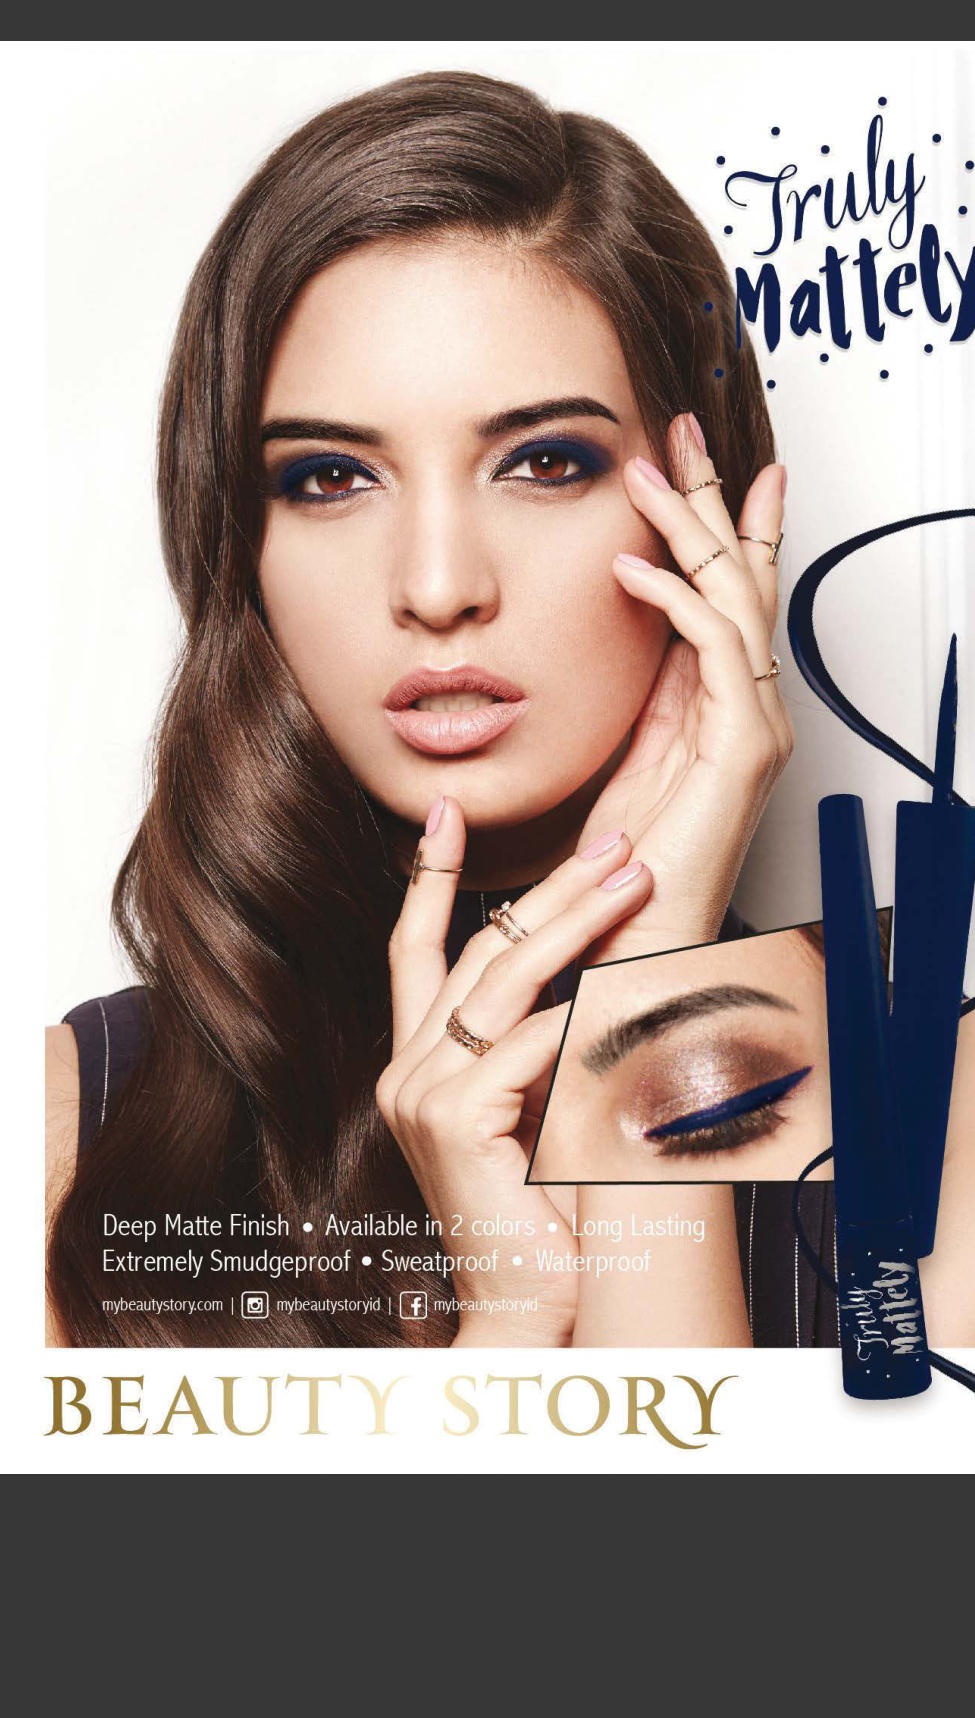 Truly
Mattely
Deep Matte Finish • Available in 2 colors • Long Lasting
Extremely Smudgeproof • Sweatproof • Waterproof
mybeautystory.com | mybeautystoryid | mybeautystoryid
Truly
Mattely
BEAUTY STORY